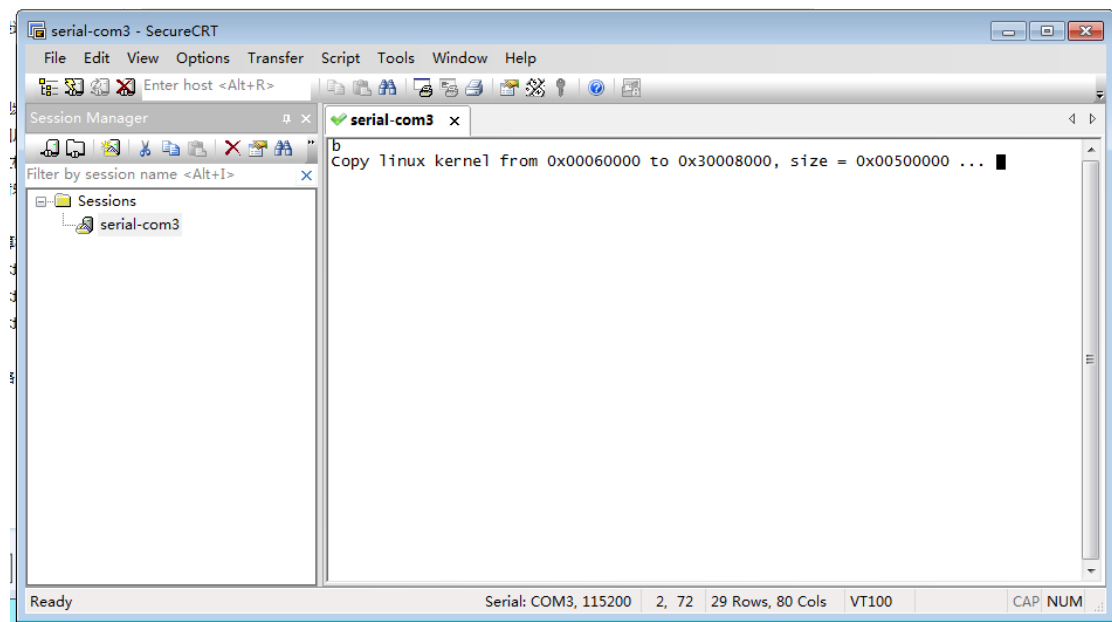 serial-com3 - SecureCRT
File Edit View Options Transfer Script Tools Window Help
Enter host <Alt+R>
Session Manager
serial-com3
Filter by session name <Alt+I>
Sessions
serial-com3
b
Copy linux kernel from 0x00060000 to 0x30008000, size = 0x00500000 ...
Ready Serial: COM3, 115200 2, 72 29 Rows, 80 Cols VT100 CAP NUM